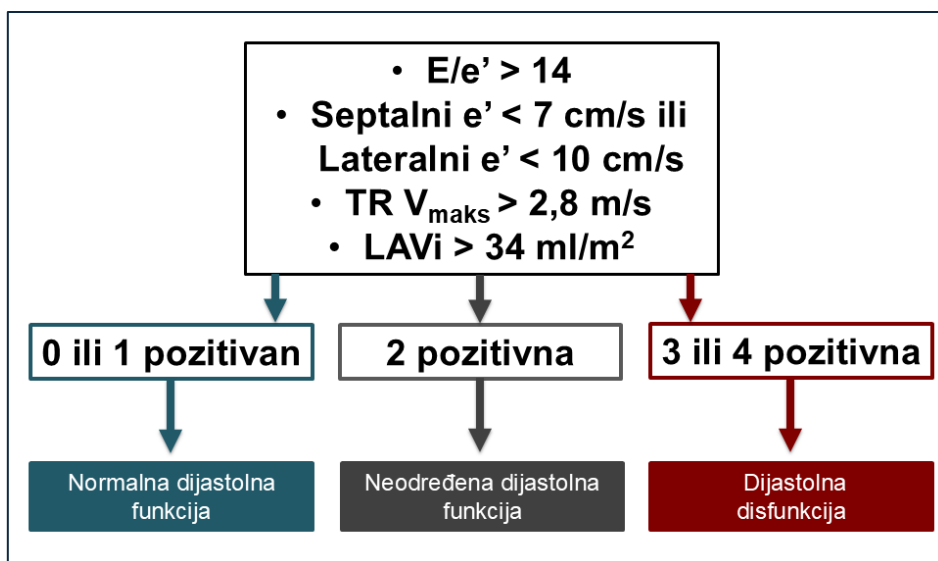 • E/e’ > 14
• Septalni e’ < 7 cm/s ili
Lateralni e’ < 10 cm/s
• TR Vmaks > 2,8 m/s
• LAVi > 34 ml/m²
0 ili 1 pozitivan
2 pozitivna
3 ili 4 pozitivna
Normalna dijastolna
funkcija
Neodređena dijastolna
funkcija
Dijastolna
disfunkcija